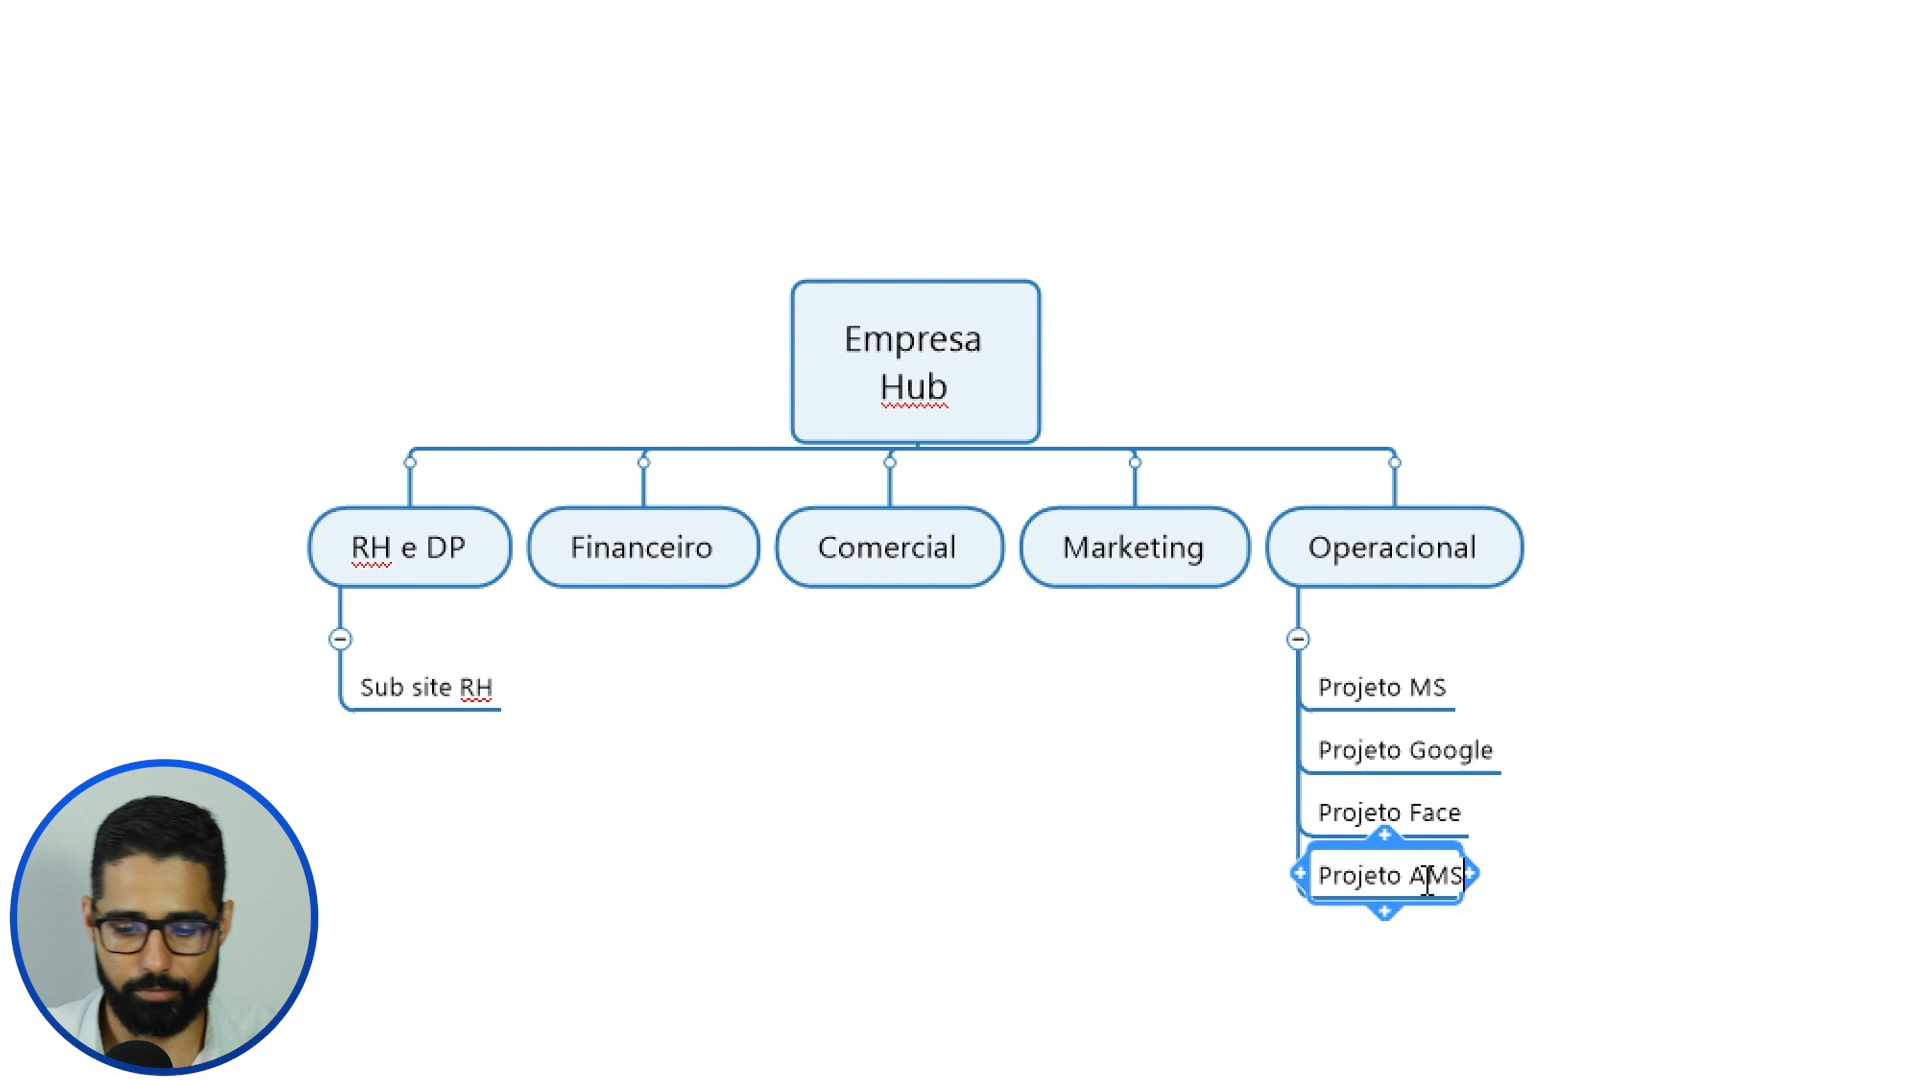 Empresa
Hub
RH e DP
Financeiro
Comercial
Marketing
Operacional
Sub site RH
Projeto MS
Projeto Google
Projeto Face
Projeto AMS